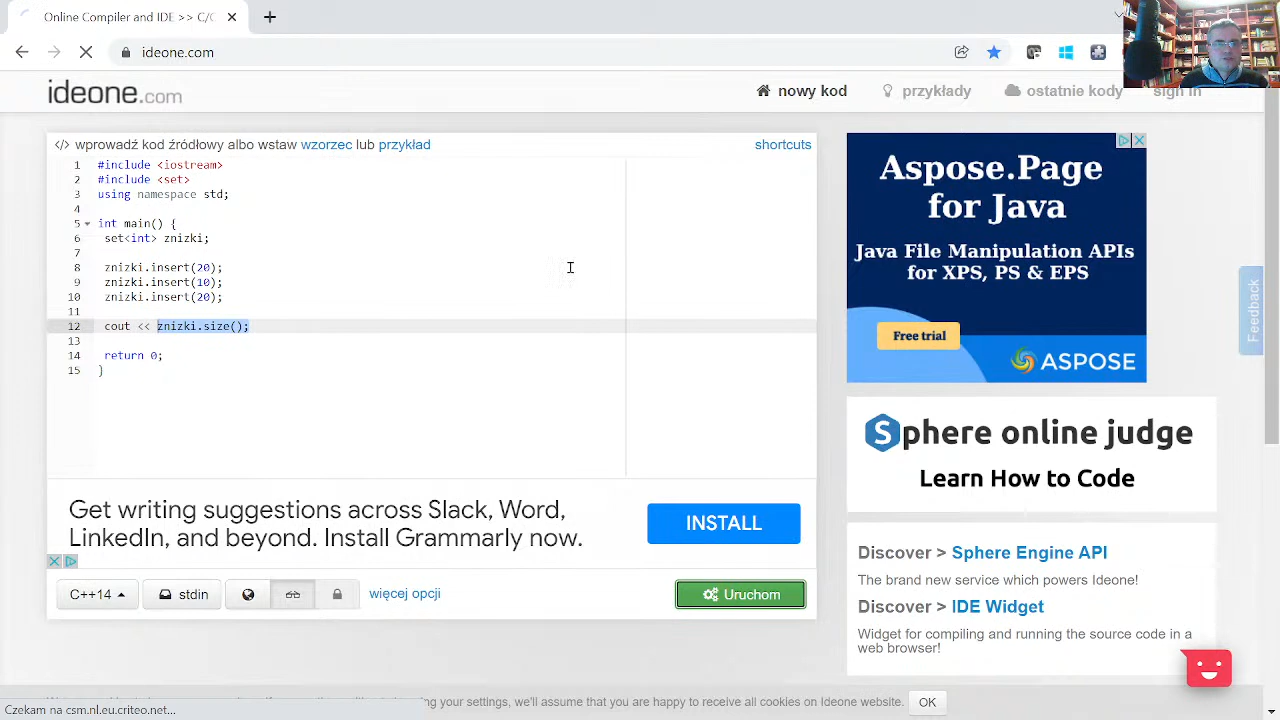 Online Compiler and IDE >> C/C
ideone.com
ideone.com
nowy kod
przykłady
ostatnie kody
sign in
</> wprowadź kod źródłowy albo wstaw wzorzec lub przykład
shortcuts
1 #include <iostream>
2 #include <set>
3 using namespace std;
4
5 int main() {
6 set<int> znizki;
7
8 znizki.insert(20);
9 znizki.insert(10);
10 znizki.insert(20);
11
12 cout << znizki.size();
13
14 return 0;
15 }
Aspose.Page
for Java
Java File Manipulation APIs
for XPS, PS & EPS
Free trial
ASPOSE
Feedback
Sphere online judge
Learn How to Code
Get writing suggestions across Slack, Word,
LinkedIn, and beyond. Install Grammarly now.
INSTALL
C++14
stdin
więcej opcji
Uruchom
Discover > Sphere Engine API
The brand new service which powers Ideone!
Discover > IDE Widget
Widget for compiling and running the source code in a
web browser!
your settings, we'll assume that you are happy to receive all cookies on Ideone website.
OK
Czekam na csm.nl.eu.criteo.net...